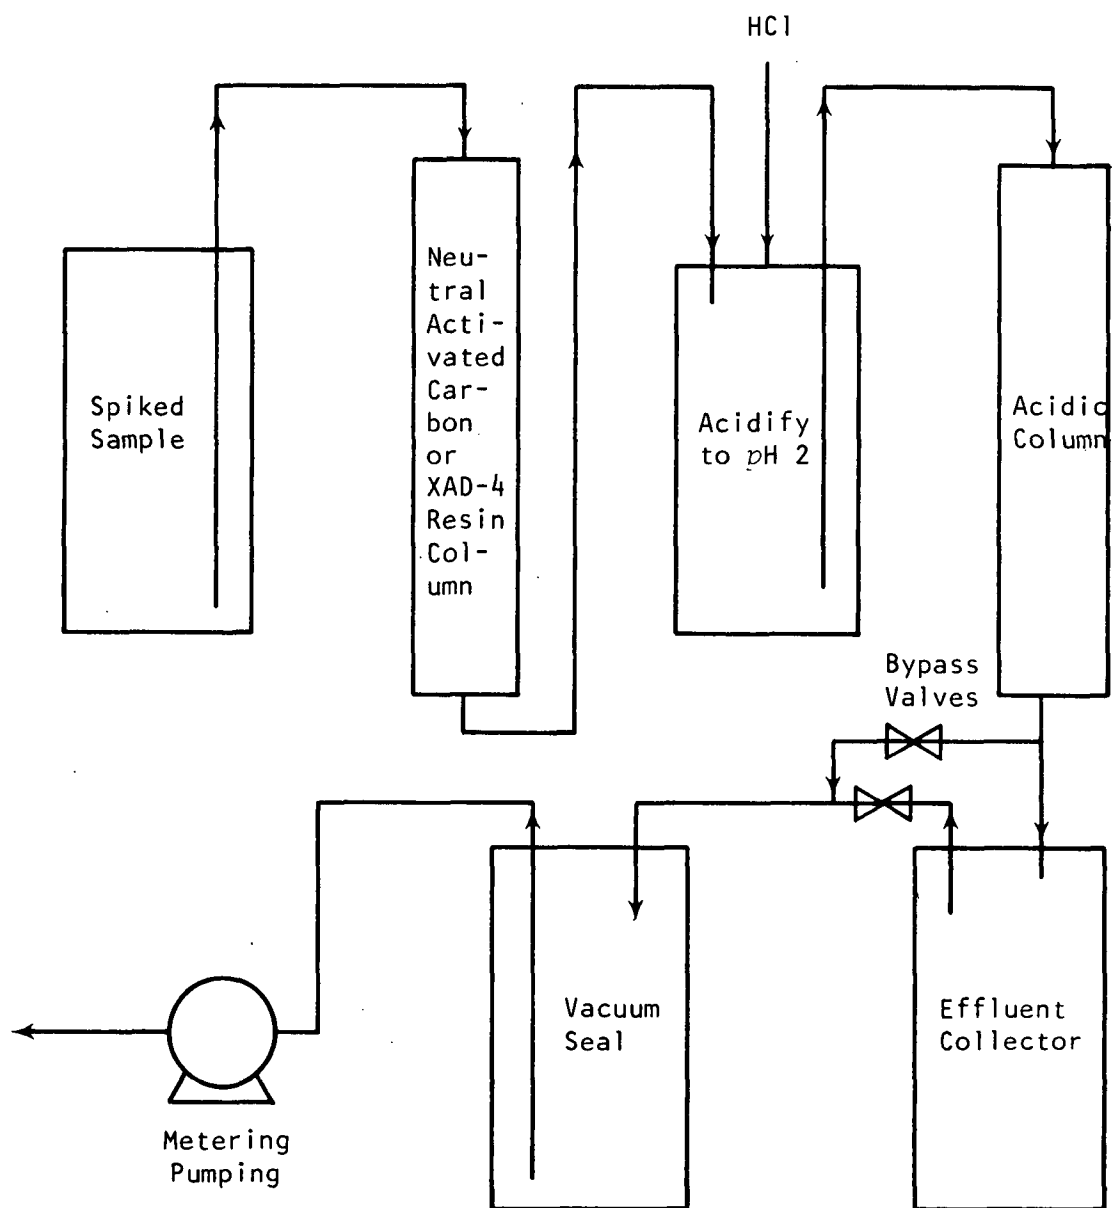 HCl
Spiked
Sample
Neu-
tral
Acti-
vated
Car-
bon
or
XAD-4
Resin
Col-
umn
Acidify
to pH 2
Acidic
Column
Bypass
Valves
Vacuum
Seal
Effluent
Collector
Metering
Pumping